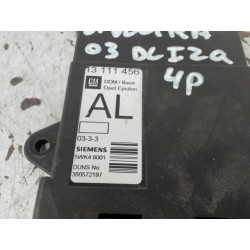 03 DCIZA
4P
13 111 456
GM
DDM / Base
Opel Epsilon
AL
03-3-3
SIEMENS
5WK4 6001
DUNS No.
360572197